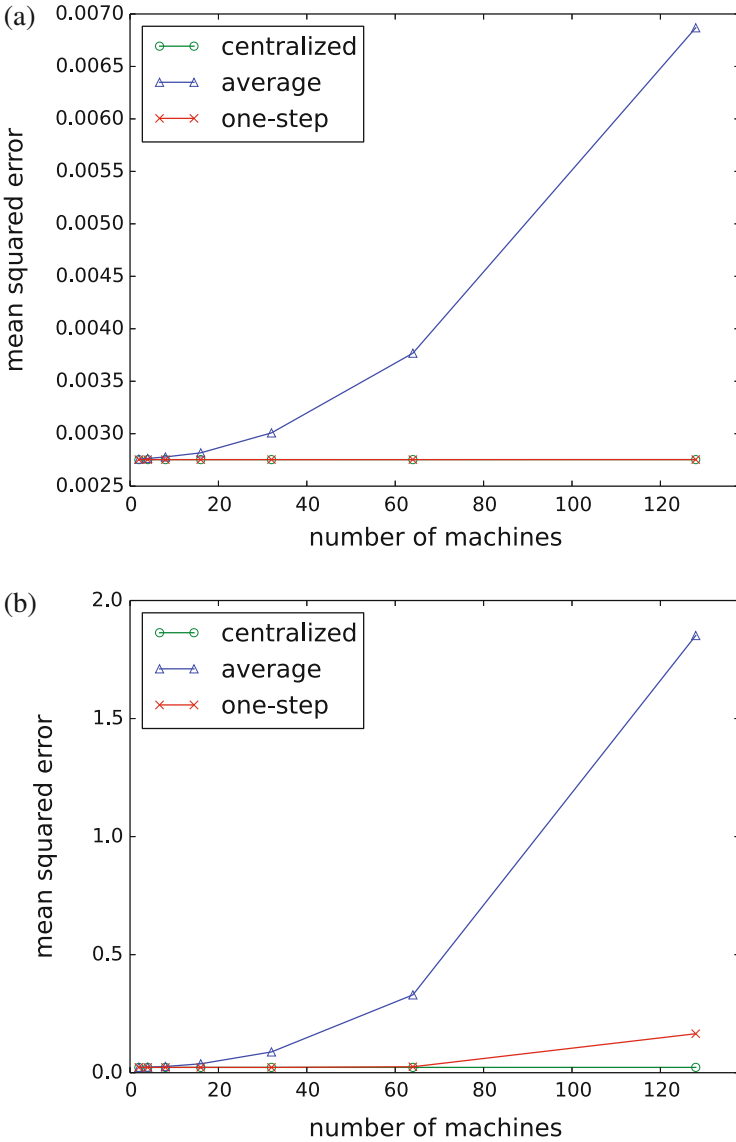 (a)
0.0070
0.0065
0.0060
0.0055
0.0050
0.0045
0.0040
0.0035
0.0030
0.0025
mean squared error
centralized
average
one-step
0 20 40 60 80 100 120
number of machines
(b)
2.0
1.5
1.0
0.5
0.0
mean squared error
centralized
average
one-step
0 20 40 60 80 100 120
number of machines